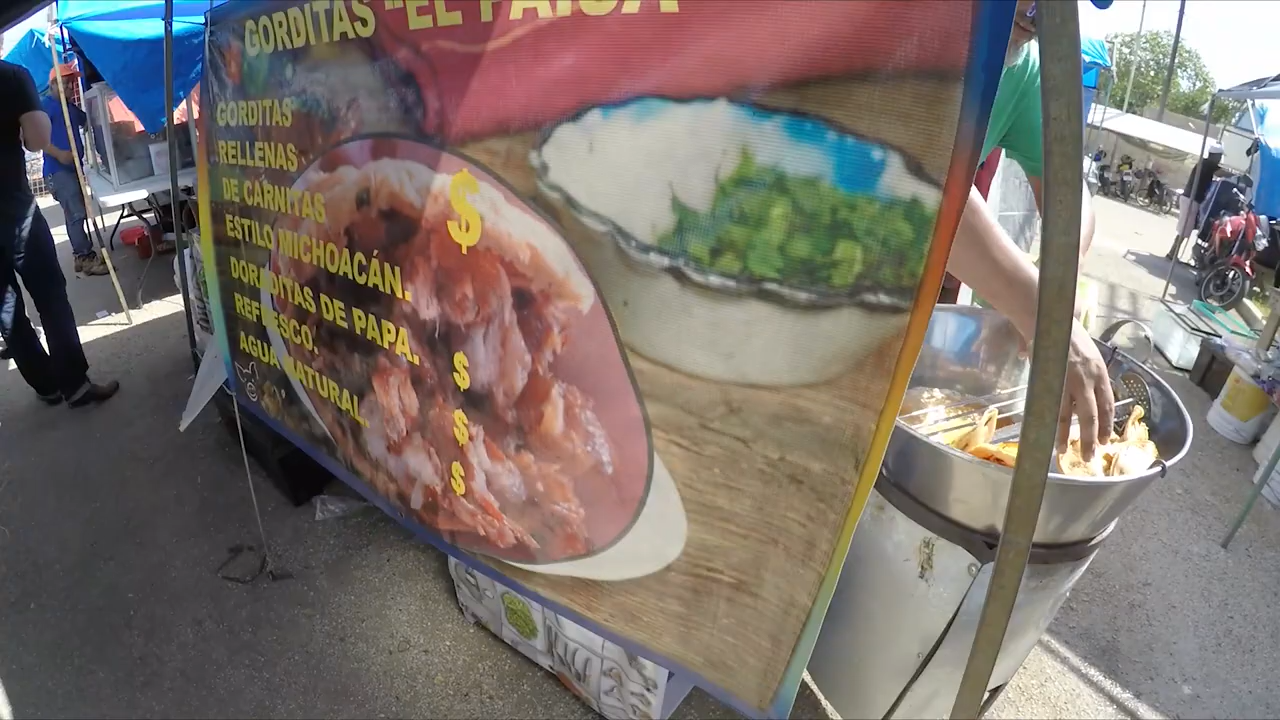 GORDITAS "EL PAISA"
GORDITAS
RELLENAS
DE CARNITAS
ESTILO MICHOACÁN.
DORADITAS DE PAPA.
REFRESCO.
AGUA NATURAL.
$
$
$
$